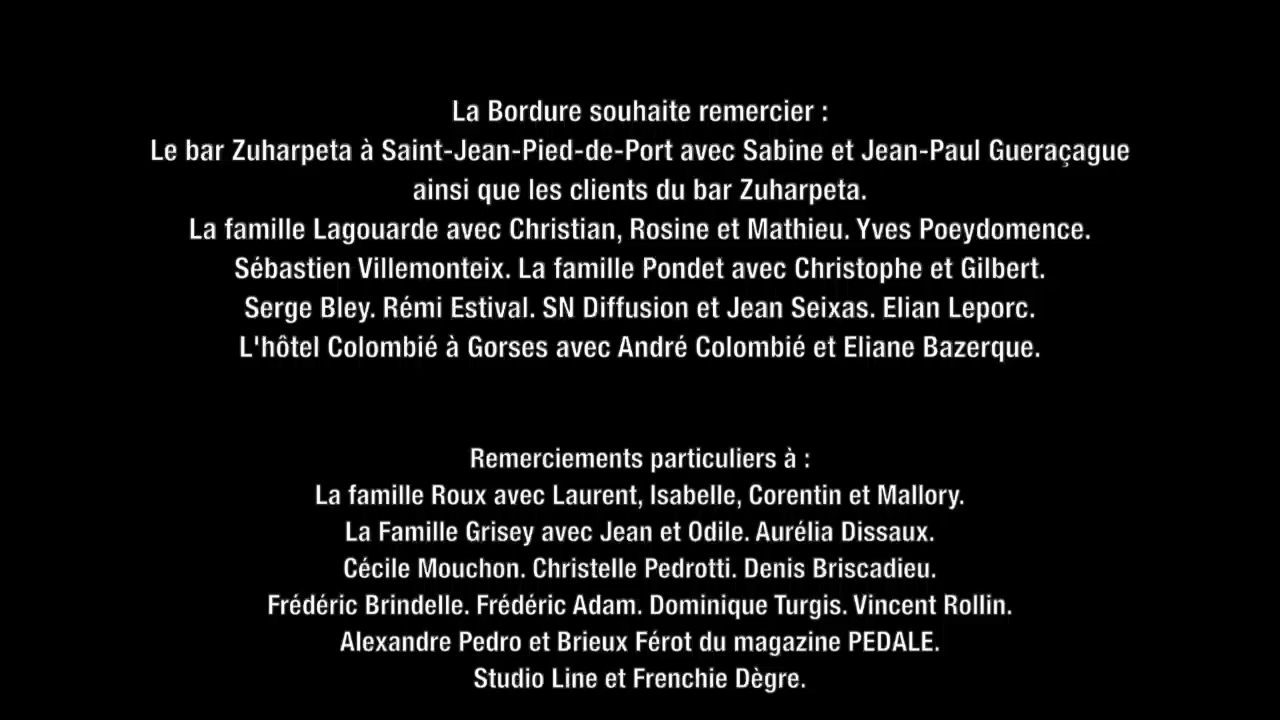 La Bordure souhaite remercier :
Le bar Zuharpeta à Saint-Jean-Pied-de-Port avec Sabine et Jean-Paul Gueraçague
ainsi que les clients du bar Zuharpeta.
La famille Lagouarde avec Christian, Rosine et Mathieu. Yves Poeydomence.
Sébastien Villemonteix. La famille Pondet avec Christophe et Gilbert.
Serge Bley. Rémi Estival. SN Diffusion et Jean Seixas. Elian Leporc.
L'hôtel Colombié à Gorses avec André Colombié et Eliane Bazerque.
Remerciements particuliers à :
La famille Roux avec Laurent, Isabelle, Corentin et Mallory.
La Famille Grisey avec Jean et Odile. Aurélia Dissaux.
Cécile Mouchon. Christelle Pedrotti. Denis Briscadieu.
Frédéric Brindelle. Frédéric Adam. Dominique Turgis. Vincent Rollin.
Alexandre Pedro et Brieux Férot du magazine PEDALE.
Studio Line et Frenchie Dègre.